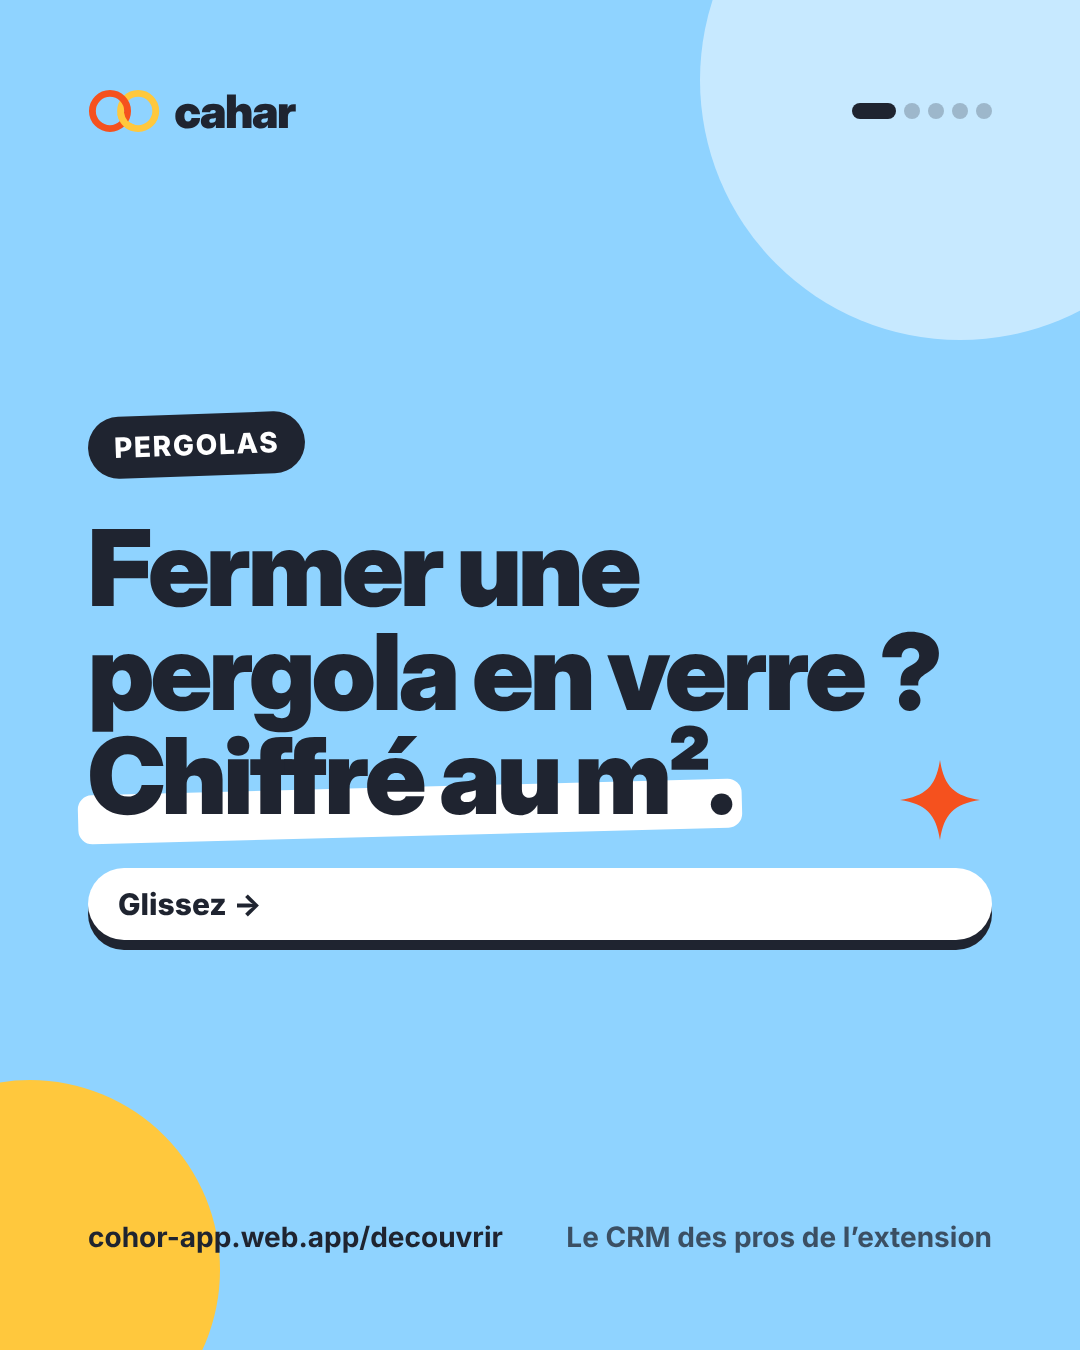 cahar
PERGOLAS
Fermer une
pergola en verre ?
Chiffré au m².
Glissez →
cohor-app.web.app/decouvrir
Le CRM des pros de l’extension